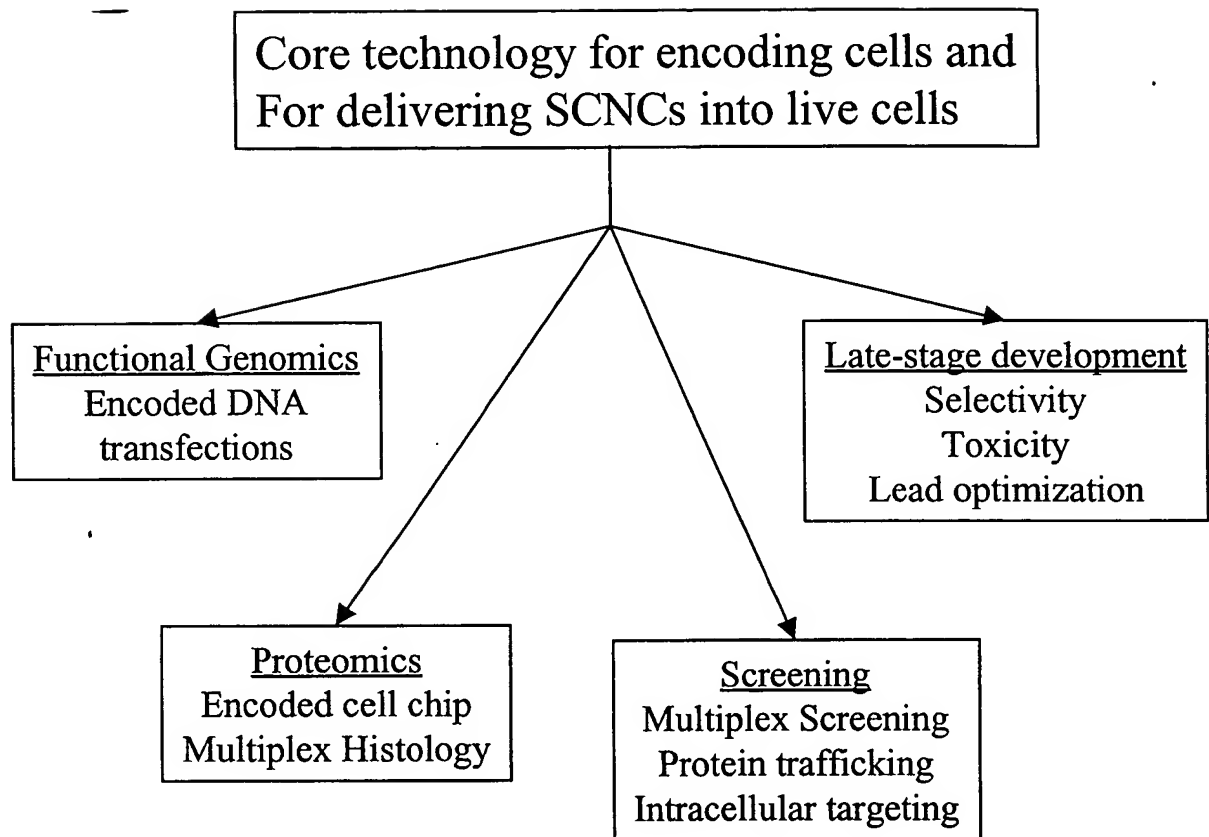 Core technology for encoding cells and
For delivering SCNCs into live cells
Functional Genomics
Encoded DNA
transfections
Late-stage development
Selectivity
Toxicity
Lead optimization
Proteomics
Encoded cell chip
Multiplex Histology
Screening
Multiplex Screening
Protein trafficking
Intracellular targeting